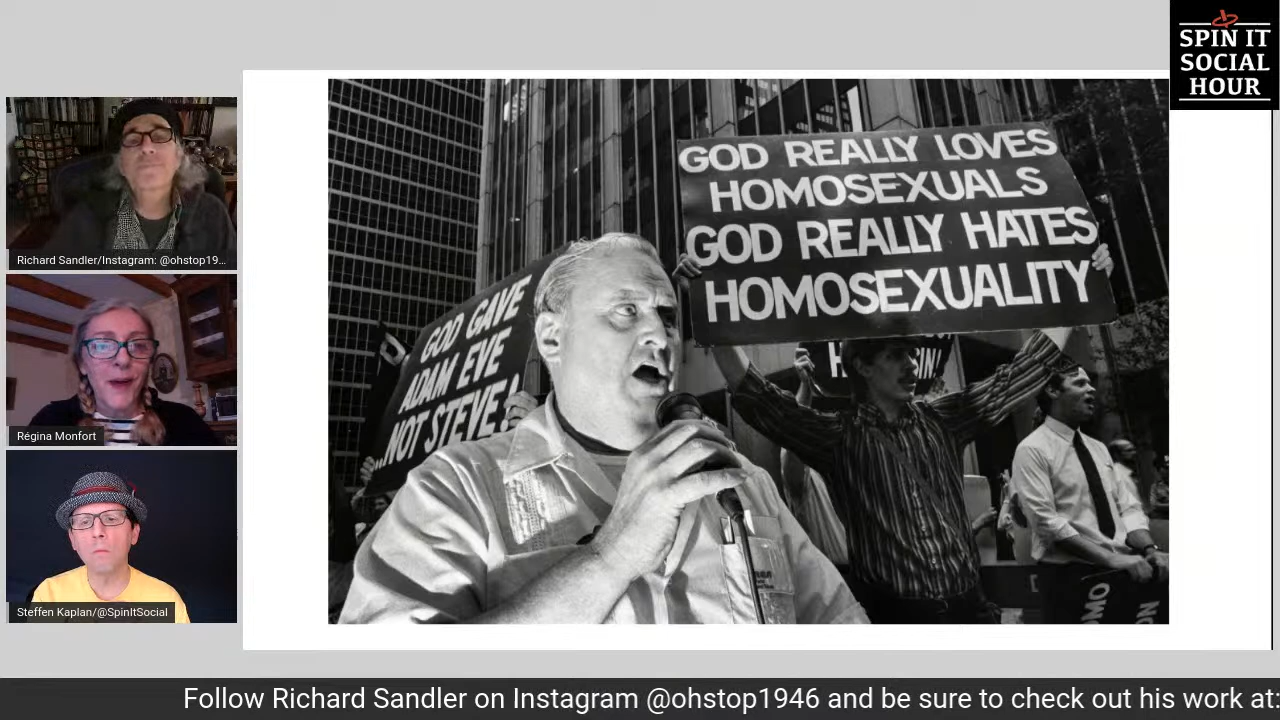 SPIN IT
SOCIAL
HOUR
Richard Sandler/Instagram: @ohstop19...
Régina Monfort
Steffen Kaplan/@SpinItSocial
GOD REALLY LOVES
HOMOSEXUALS
GOD REALLY HATES
HOMOSEXUALITY
GOD GAVE
ADAM EVE
...NOT STEVE!
Follow Richard Sandler on Instagram @ohstop1946 and be sure to check out his work at: